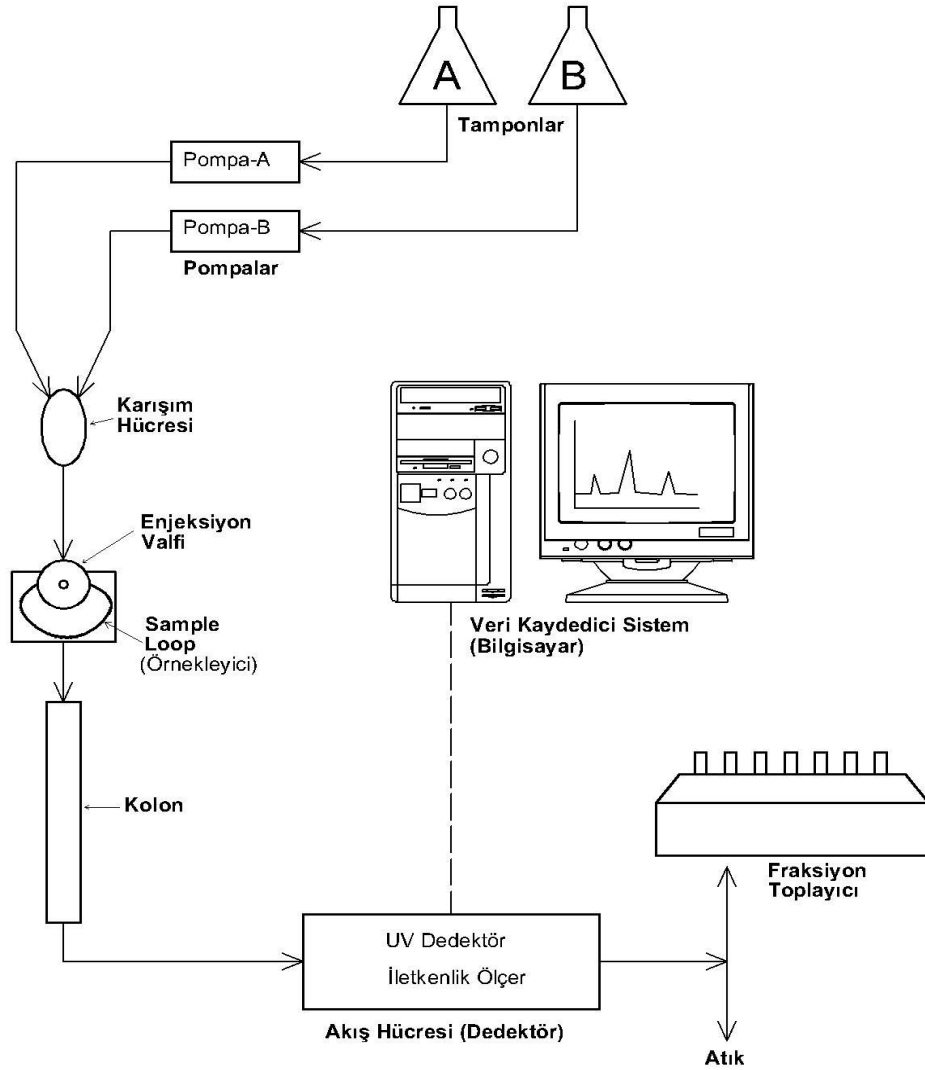 A
B
Tamponlar
Pompa-A
Pompa-B
Pompalar
Karışım
Hücresi
Enjeksiyon
Valfi
Sample
Loop
(Örnekleyici)
Veri Kaydedici Sistem
(Bilgisayar)
Kolon
Fraksiyon
Toplayıcı
UV Dedektör
İletkenlik Ölçer
Akış Hücresi (Dedektör)
Atık